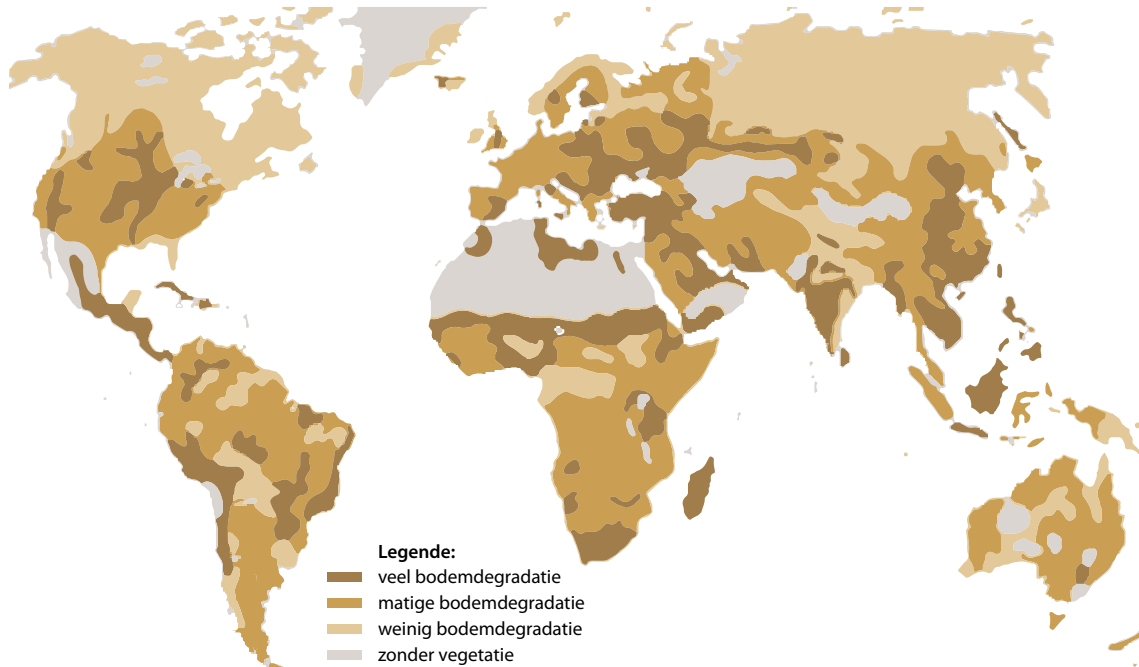 Legende:
veel bodemdegradatie
matige bodemdegradatie
weinig bodemdegradatie
zonder vegetatie